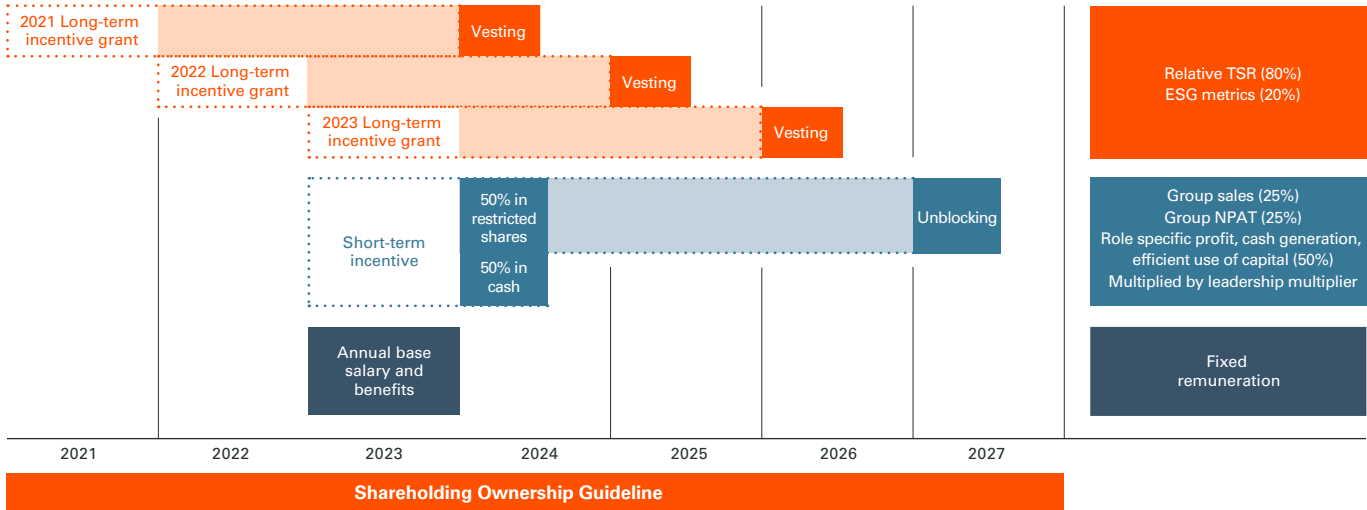 2021 Long-term
incentive grant
Vesting
2022 Long-term
incentive grant
Vesting
2023 Long-term
incentive grant
Vesting
Relative TSR (80%)
ESG metrics (20%)
Short-term
incentive
50% in
restricted
shares
50% in
cash
Unblocking
Group sales (25%)
Group NPAT (25%)
Role specific profit, cash generation,
efficient use of capital (50%)
Multiplied by leadership multiplier
Annual base
salary and
benefits
Fixed
remuneration
2021
2022
2023
2024
2025
2026
2027
Shareholding Ownership Guideline